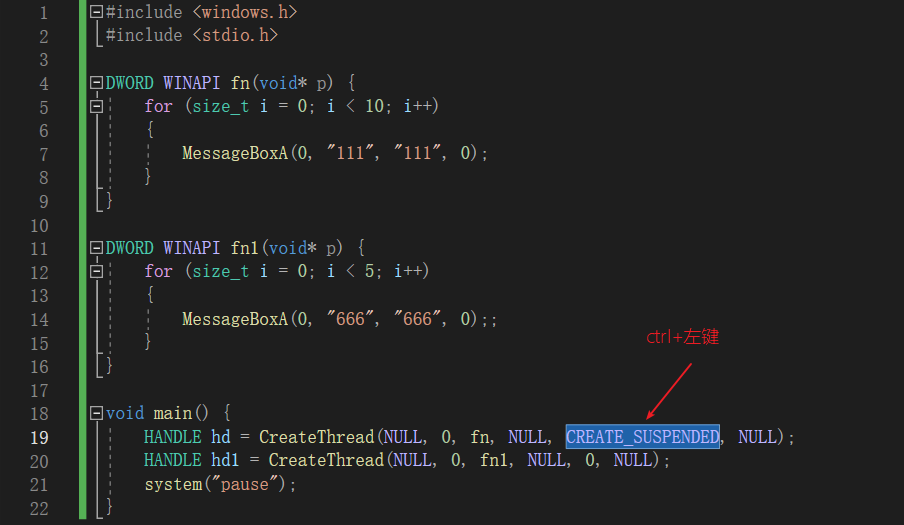 1 #include <windows.h>
2 #include <stdio.h>
3
4 DWORD WINAPI fn(void* p) {
5 for (size_t i = 0; i < 10; i++)
6 {
7 MessageBoxA(0, "111", "111", 0);
8 }
9 }
10
11 DWORD WINAPI fn1(void* p) {
12 for (size_t i = 0; i < 5; i++)
13 {
14 MessageBoxA(0, "666", "666", 0);;
15 }
16 }
ctrl+左键
17
18 void main() {
19 HANDLE hd = CreateThread(NULL, 0, fn, NULL, CREATE_SUSPENDED, NULL);
20 HANDLE hd1 = CreateThread(NULL, 0, fn1, NULL, 0, NULL);
21 system("pause");
22 }